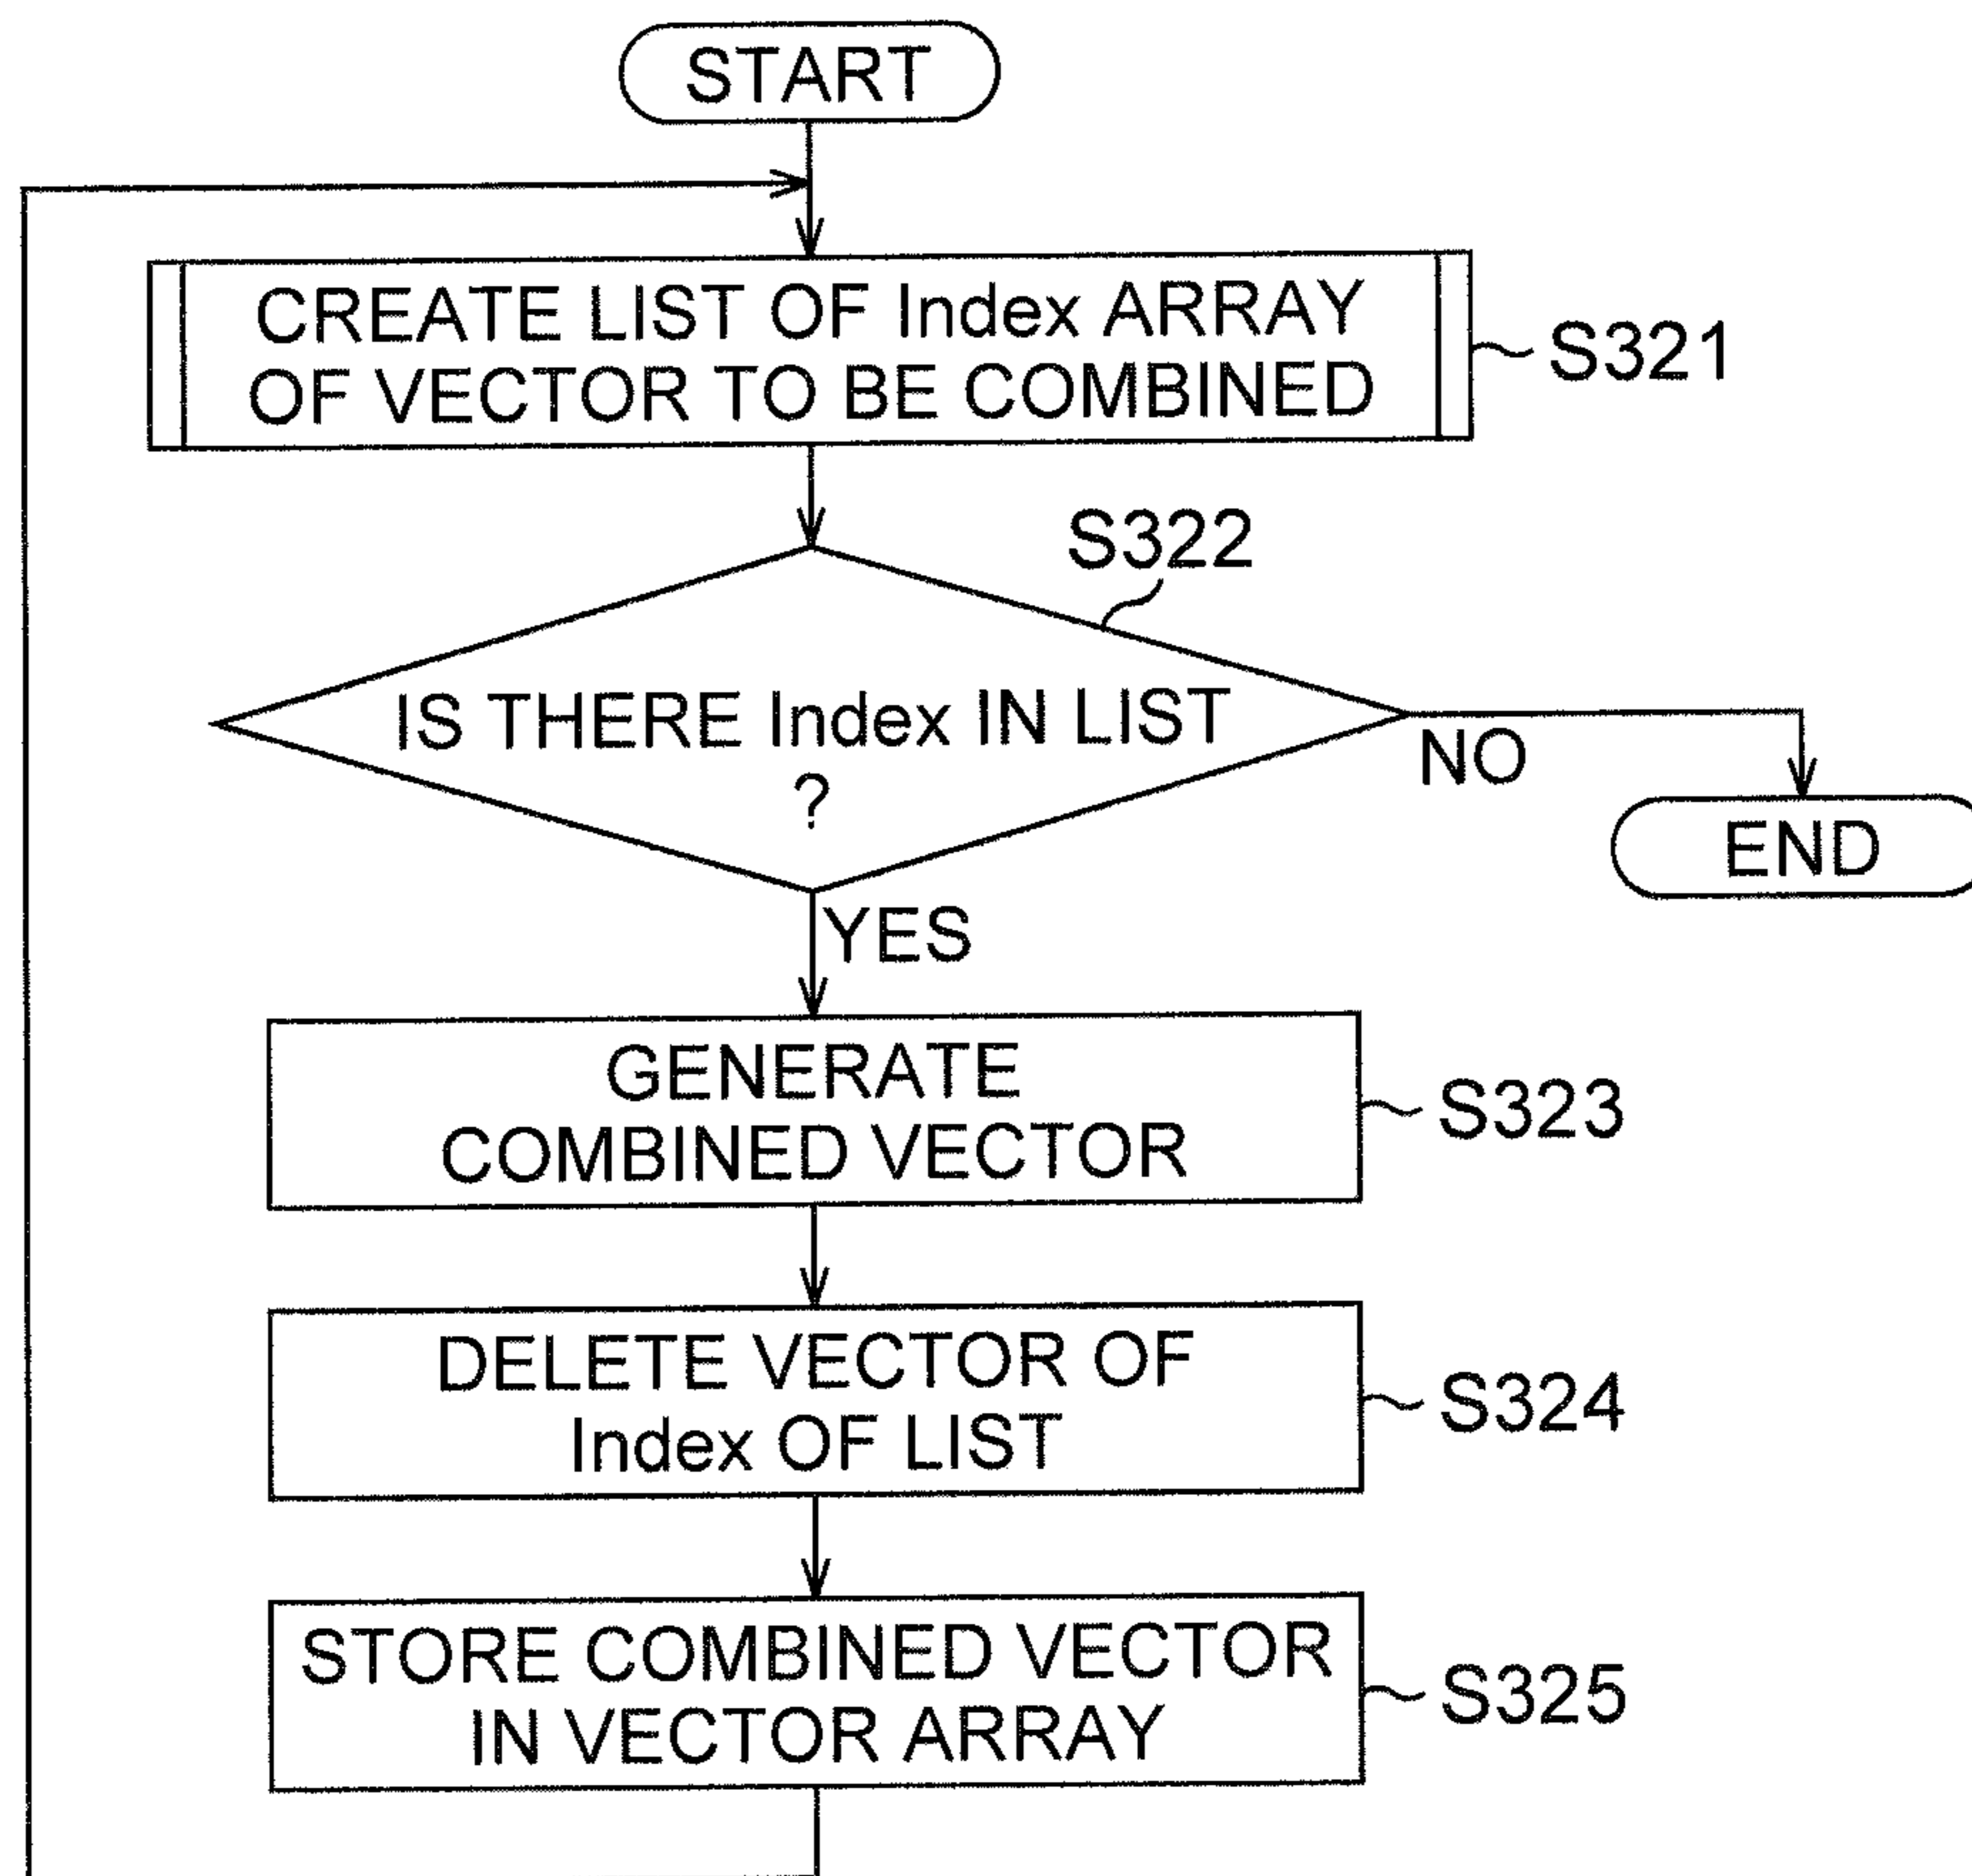 START
CREATE LIST OF Index ARRAY
OF VECTOR TO BE COMBINED
S321
S322
IS THERE Index IN LIST
?
NO
END
YES
GENERATE
COMBINED VECTOR
S323
DELETE VECTOR OF
Index OF LIST
S324
STORE COMBINED VECTOR
IN VECTOR ARRAY
S325